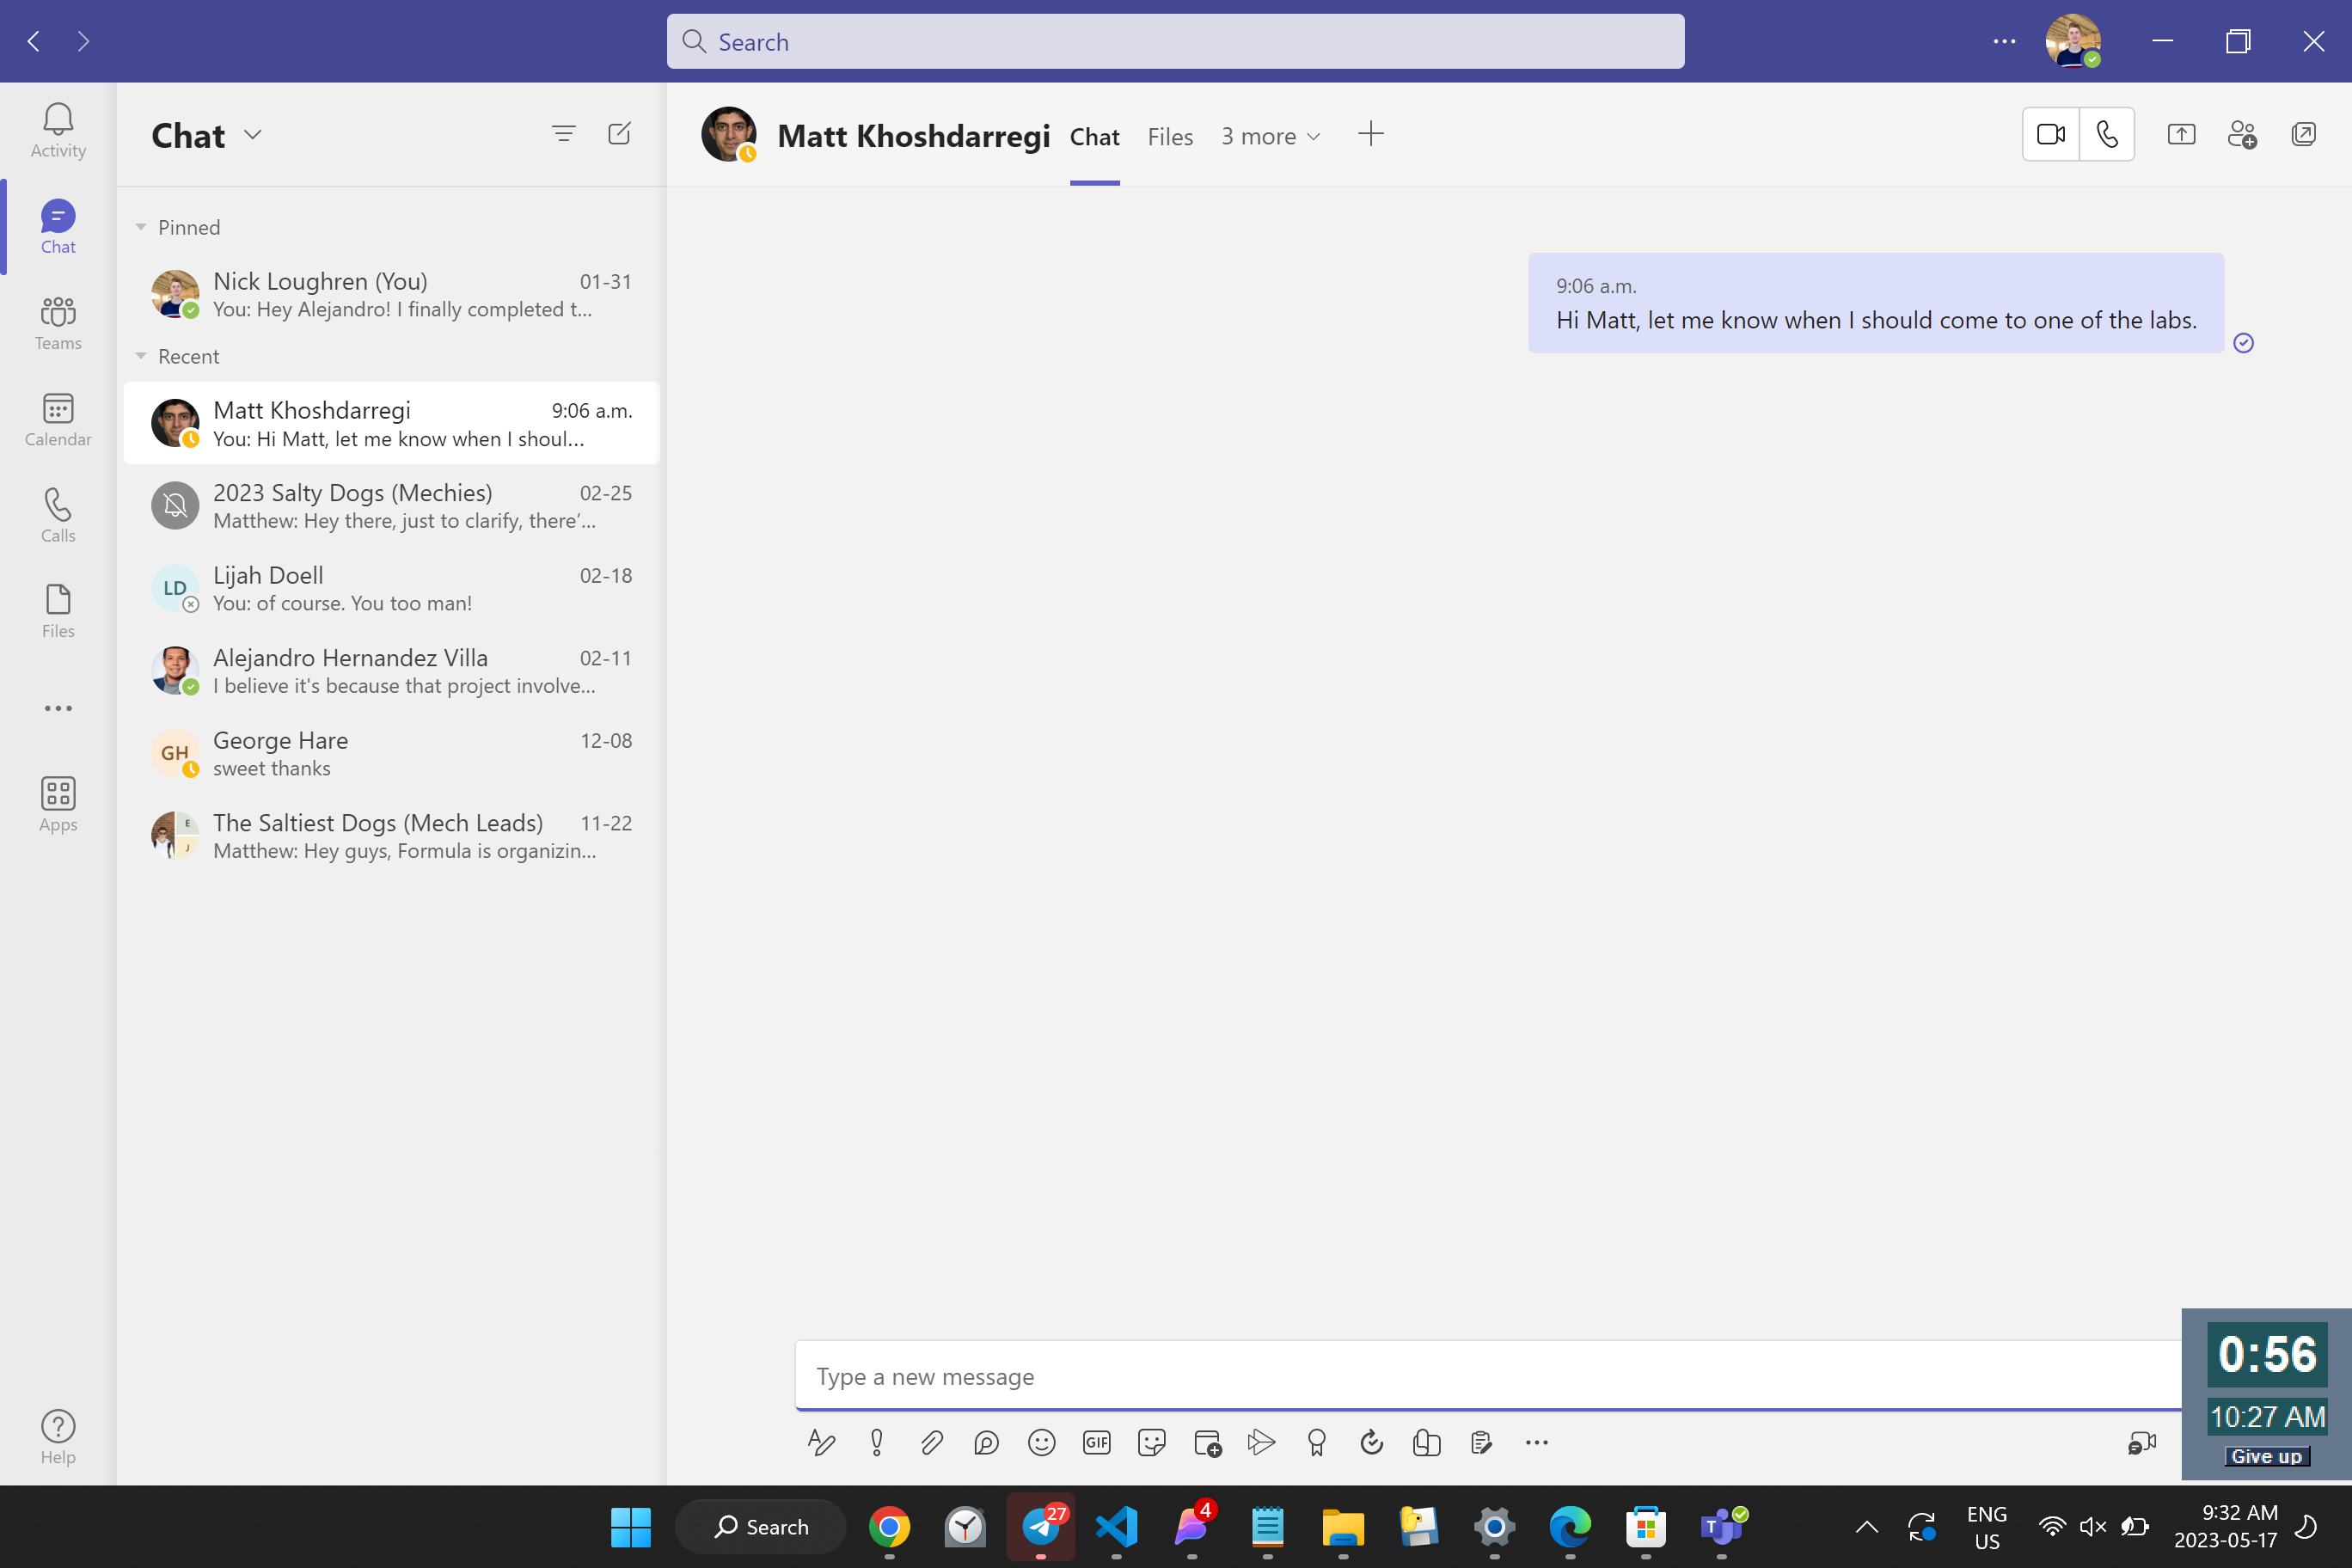 Search
Activity
Chat
Teams
Calendar
Calls
Files
Apps
Help
Chat
Pinned
Nick Loughren (You) 01-31
You: Hey Alejandro! I finally completed t...
Recent
Matt Khoshdarregi 9:06 a.m.
You: Hi Matt, let me know when I shoul...
2023 Salty Dogs (Mechies) 02-25
Matthew: Hey there, just to clarify, there’...
LD
Lijah Doell 02-18
You: of course. You too man!
Alejandro Hernandez Villa 02-11
I believe it's because that project involve...
GH
George Hare 12-08
sweet thanks
E
J
The Saltiest Dogs (Mech Leads) 11-22
Matthew: Hey guys, Formula is organizin...
Matt Khoshdarregi Chat Files 3 more
9:06 a.m.
Hi Matt, let me know when I should come to one of the labs.
Type a new message
GIF
0:56
10:27 AM
Give up
Search
27
4
T
ENG
US
9:32 AM
2023-05-17